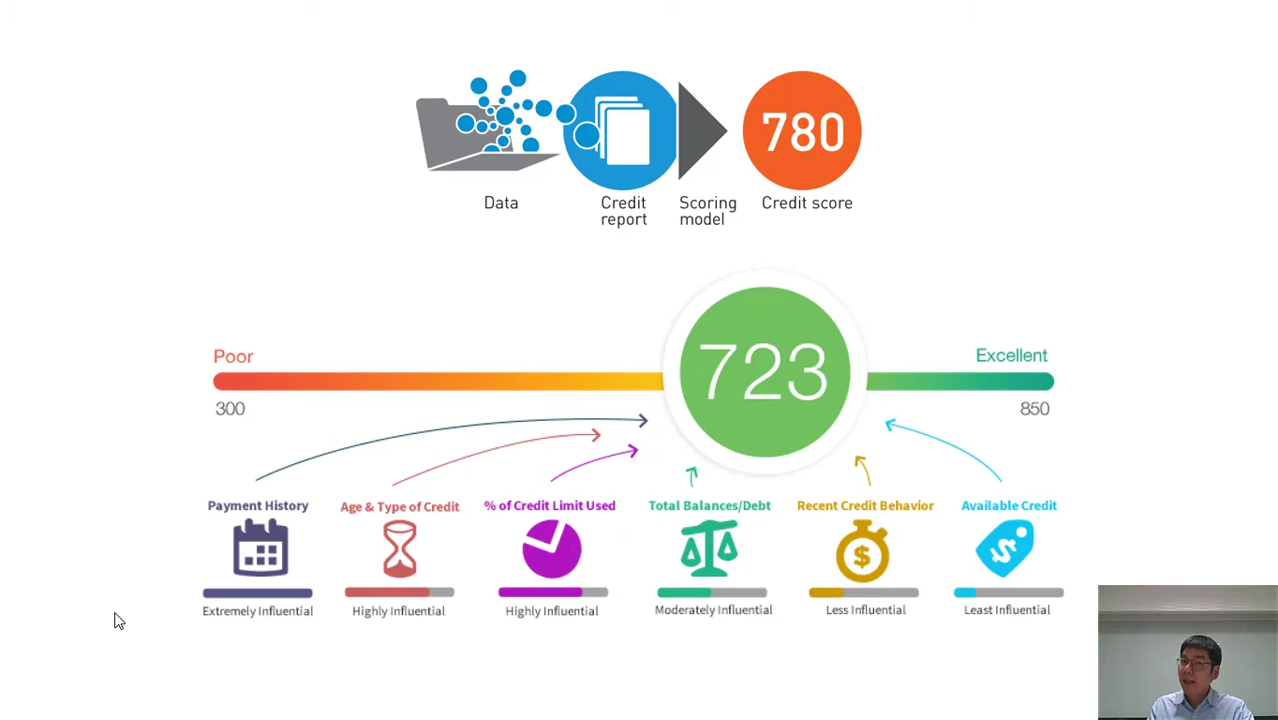 780
Data
Credit
report
Scoring
model
Credit score
723
Poor
Excellent
300
850
Payment History
Age & Type of Credit
% of Credit Limit Used
Total Balances/Debt
Recent Credit Behavior
Available Credit
$
$
Extremely Influential
Highly Influential
Highly Influential
Moderately Influential
Less Influential
Least Influential